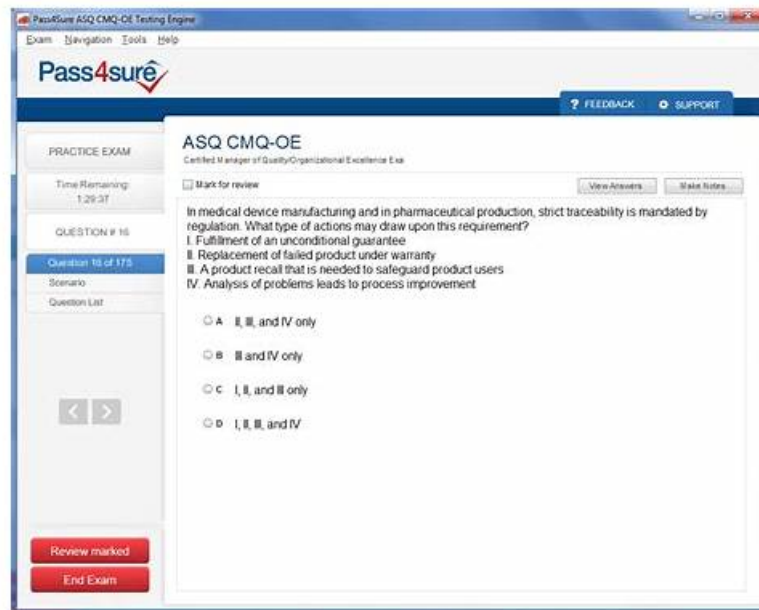 Pass4Sure ASQ CMQ-OE Testing Engine
Exam Navigation Tools Help
Pass4sure
? FEEDBACK SUPPORT
PRACTICE EXAM
Time Remaining:
1:29:37
QUESTION # 16
Question 16 of 175
Scenario
Question List
Review marked
End Exam
ASQ CMQ-OE
Certified Manager of Quality/Organizational Excellence Exa
Mark for review
View Answers Make Notes
In medical device manufacturing and in pharmaceutical production, strict traceability is mandated by
regulation. What type of actions may draw upon this requirement?
I. Fulfillment of an unconditional guarantee
II. Replacement of failed product under warranty
III. A product recall that is needed to safeguard product users
IV. Analysis of problems leads to process improvement
A II, III, and IV only
B III and IV only
C I, II, and III only
D I, II, III, and IV